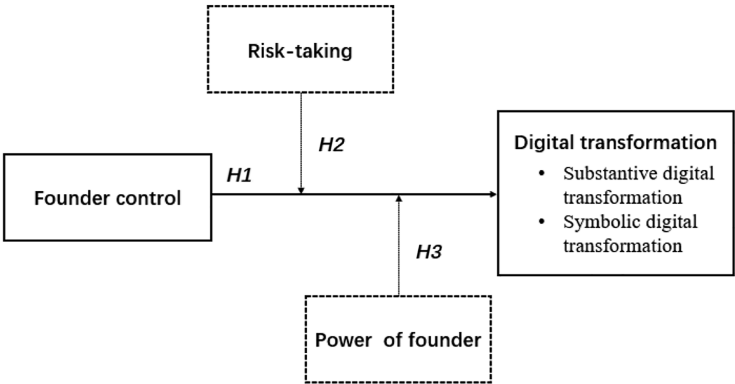 Risk-taking
H2
Digital transformation
• Substantive digital
transformation
• Symbolic digital
transformation
H1
Founder control
H3
Power of founder